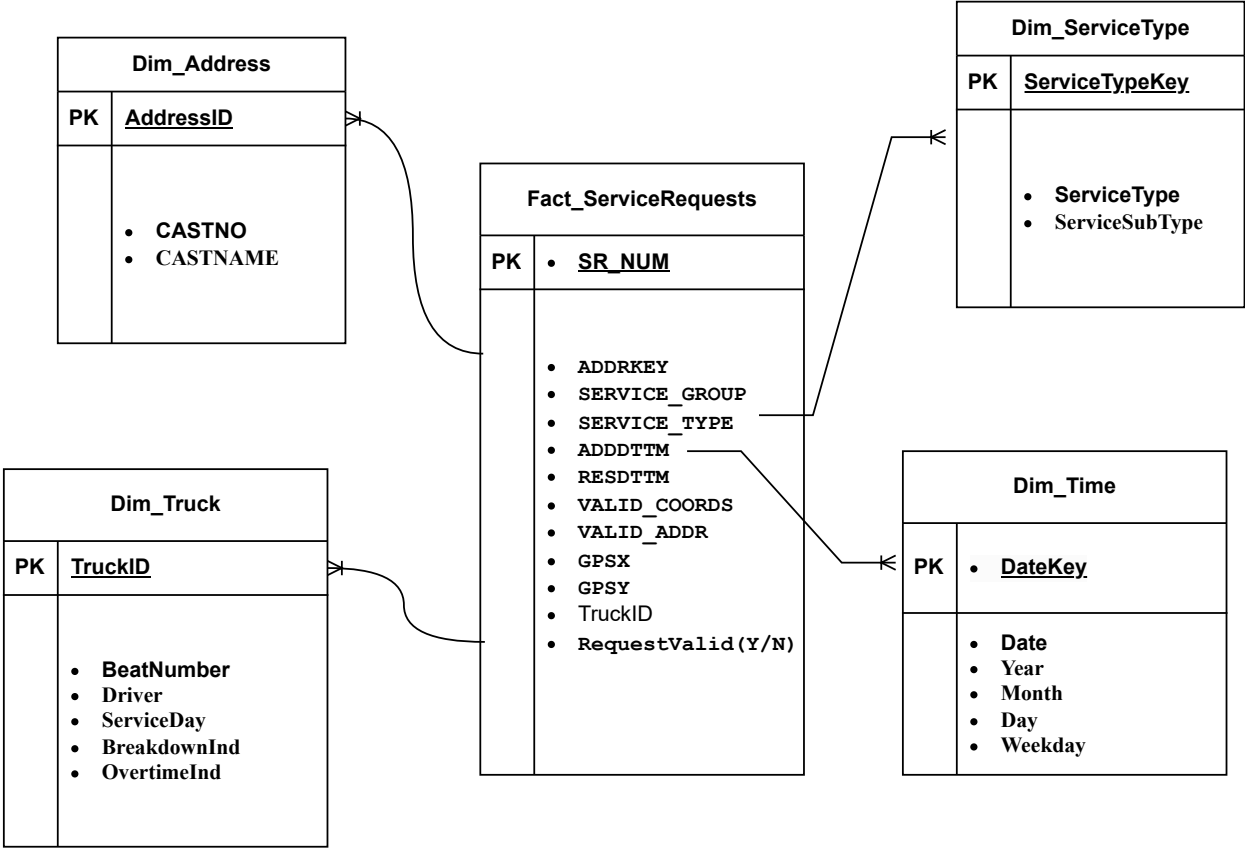 Dim_Address
PK AddressID
• CASTNO
• CASTNAME
Fact_ServiceRequests
PK • SR_NUM
• ADDRKEY
• SERVICE_GROUP
• SERVICE_TYPE
• ADDDTTM
• RESDTTM
• VALID_COORDS
• VALID_ADDR
• GPSX
• GPSY
• TruckID
• RequestValid(Y/N)
Dim_ServiceType
PK ServiceTypeKey
• ServiceType
• ServiceSubType
Dim_Truck
PK TruckID
• BeatNumber
• Driver
• ServiceDay
• BreakdownInd
• OvertimeInd
Dim_Time
PK • DateKey
• Date
• Year
• Month
• Day
• Weekday